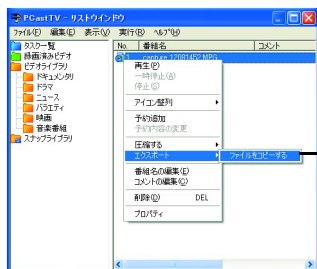 PCastTV - リストウインドウ
ファイル(F) 編集(E) 表示(V) 実行(R) ヘルプ(H)
タスク一覧
録画済みビデオ
ビデオライブラリ
ドキュメンタリ
ドラマ
ニュース
バラエティ
映画
音楽番組
スナップライブラリ
No. 番組名 コメント
1 capture 12081452.MPG
再生(P)
一時停止(A)
停止(S)
アイコン整列
予約追加
予約内容の変更
圧縮する
エクスポート
ファイルをコピーする
番組名の編集(E)
コメントの編集(C)
削除(D) DEL
プロパティ